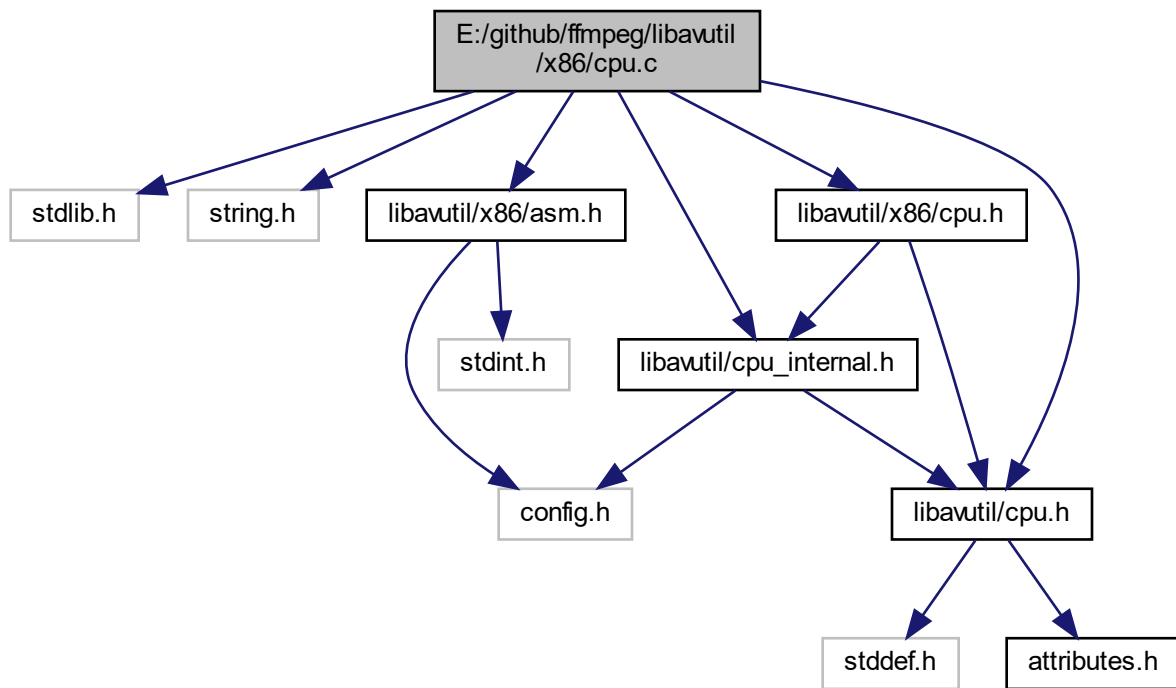 E:/github/ffmpeg/libavutil
/x86/cpu.c
stdlib.h
string.h
libavutil/x86/asm.h
libavutil/x86/cpu.h
stdint.h
libavutil/cpu_internal.h
config.h
libavutil/cpu.h
stddef.h
attributes.h